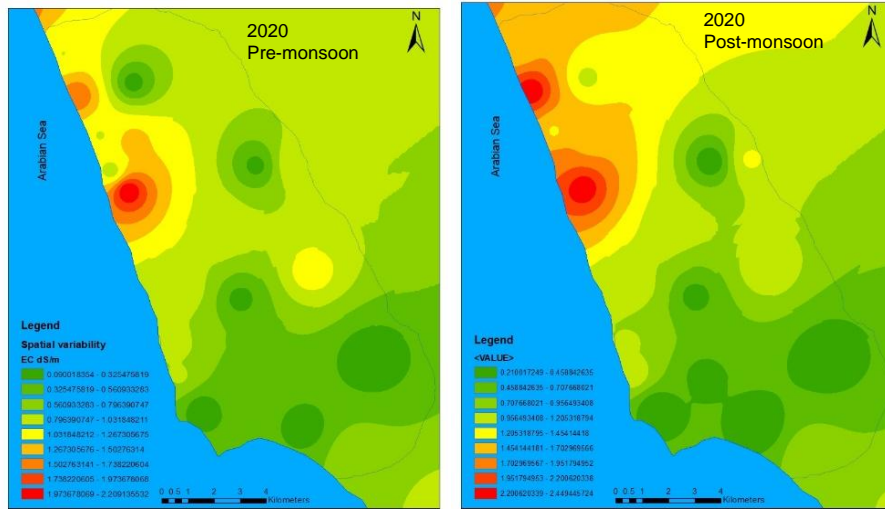 2020
Pre-monsoon
N
Arabian Sea
Legend
Spatial variability
EC dS/m
0.090018354 - 0.325475819
0.325475819 - 0.560933283
0.560933283 - 0.796390747
0.796390747 - 1.031848211
1.031848212 - 1.267305675
1.267305676 - 1.50276314
1.502763141 - 1.738220604
1.738220605 - 1.973678068
1.973678069 - 2.209135532
0 0.5 1 2 3 4
Kilometers
2020
Post-monsoon
N
Arabian Sea
Legend
<VALUE>
0.210917249 - 0.458842635
0.458842635 - 0.707668021
0.707668021 - 0.956493408
0.956493408 - 1.205318794
1.205318795 - 1.45414418
1.454144181 - 1.702969566
1.702969567 - 1.951794952
1.951794953 - 2.200620338
2.200620339 - 2.449445724
0 0.5 1 2 3 4
Kilometers